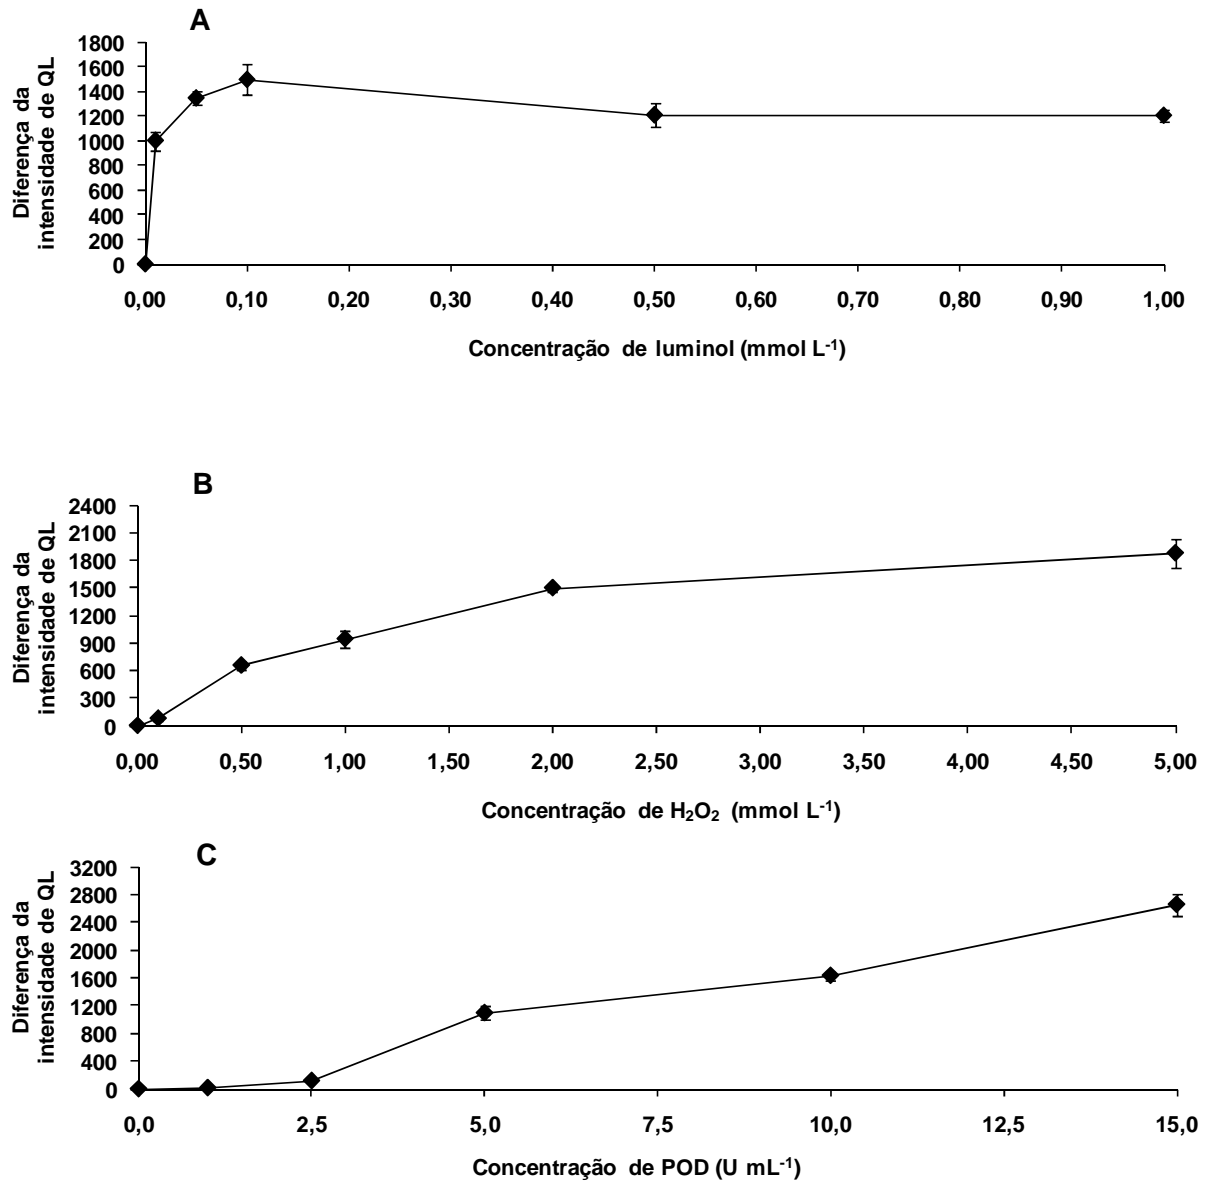 A
Diferença da
intensidade de QL
1800
1600
1400
1200
1000
800
600
400
200
0
0,00 0,10 0,20 0,30 0,40 0,50 0,60 0,70 0,80 0,90 1,00
Concentração de luminol (mmol L-1)
B
Diferença da
intensidade de QL
2400
2100
1800
1500
1200
900
600
300
0
0,00 0,50 1,00 1,50 2,00 2,50 3,00 3,50 4,00 4,50 5,00
Concentração de H2O2 (mmol L-1)
C
Diferença da
intensidade de QL
3200
2800
2400
2000
1600
1200
800
400
0
0,0 2,5 5,0 7,5 10,0 12,5 15,0
Concentração de POD (U mL-1)